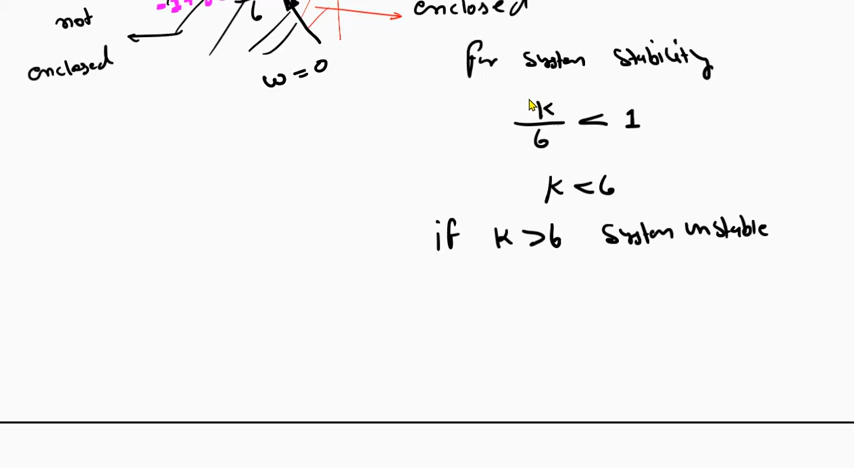 enclosed
6
not
enclosed
ω = 0
for system stability
K
6 < 1
K < 6
if K > 6 System unstable